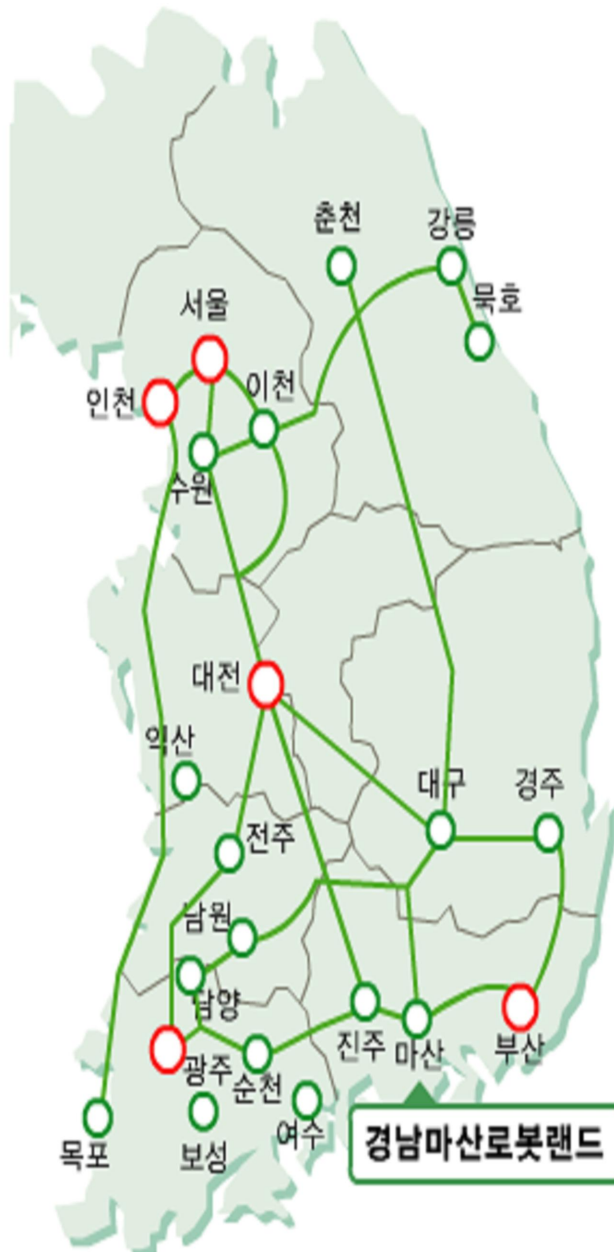 춘천
강릉
묵호
서울
이천
인천
수원
대전
익산
대구
경주
전주
남원
담양
진주
마산
부산
광주
순천
여수
목포
보성
경남마산로봇랜드